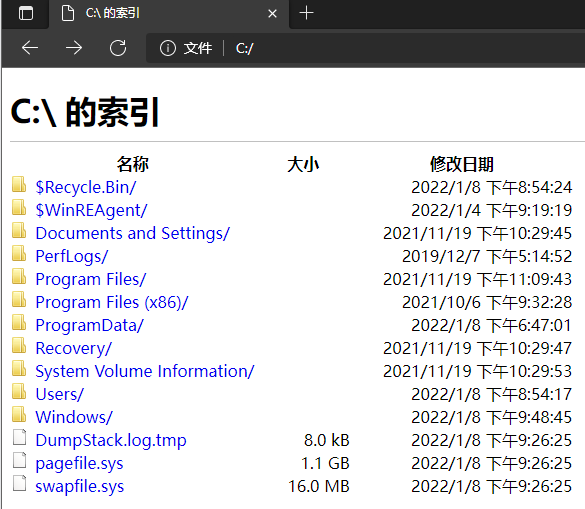 C:\ 的索引
文件 C:/
C:\ 的索引
名称 大小 修改日期
$Recycle.Bin/ 2022/1/8 下午8:54:24
$WinREAgent/ 2022/1/4 下午9:19:19
Documents and Settings/ 2021/11/19 下午10:29:45
PerfLogs/ 2019/12/7 下午5:14:52
Program Files/ 2021/11/19 下午11:09:43
Program Files (x86)/ 2021/10/6 下午9:32:28
ProgramData/ 2022/1/8 下午6:47:01
Recovery/ 2021/11/19 下午10:29:47
System Volume Information/ 2021/11/19 下午10:29:53
Users/ 2022/1/8 下午8:54:17
Windows/ 2022/1/8 下午9:48:45
DumpStack.log.tmp 8.0 kB 2022/1/8 下午9:26:25
pagefile.sys 1.1 GB 2022/1/8 下午9:26:25
swapfile.sys 16.0 MB 2022/1/8 下午9:26:25